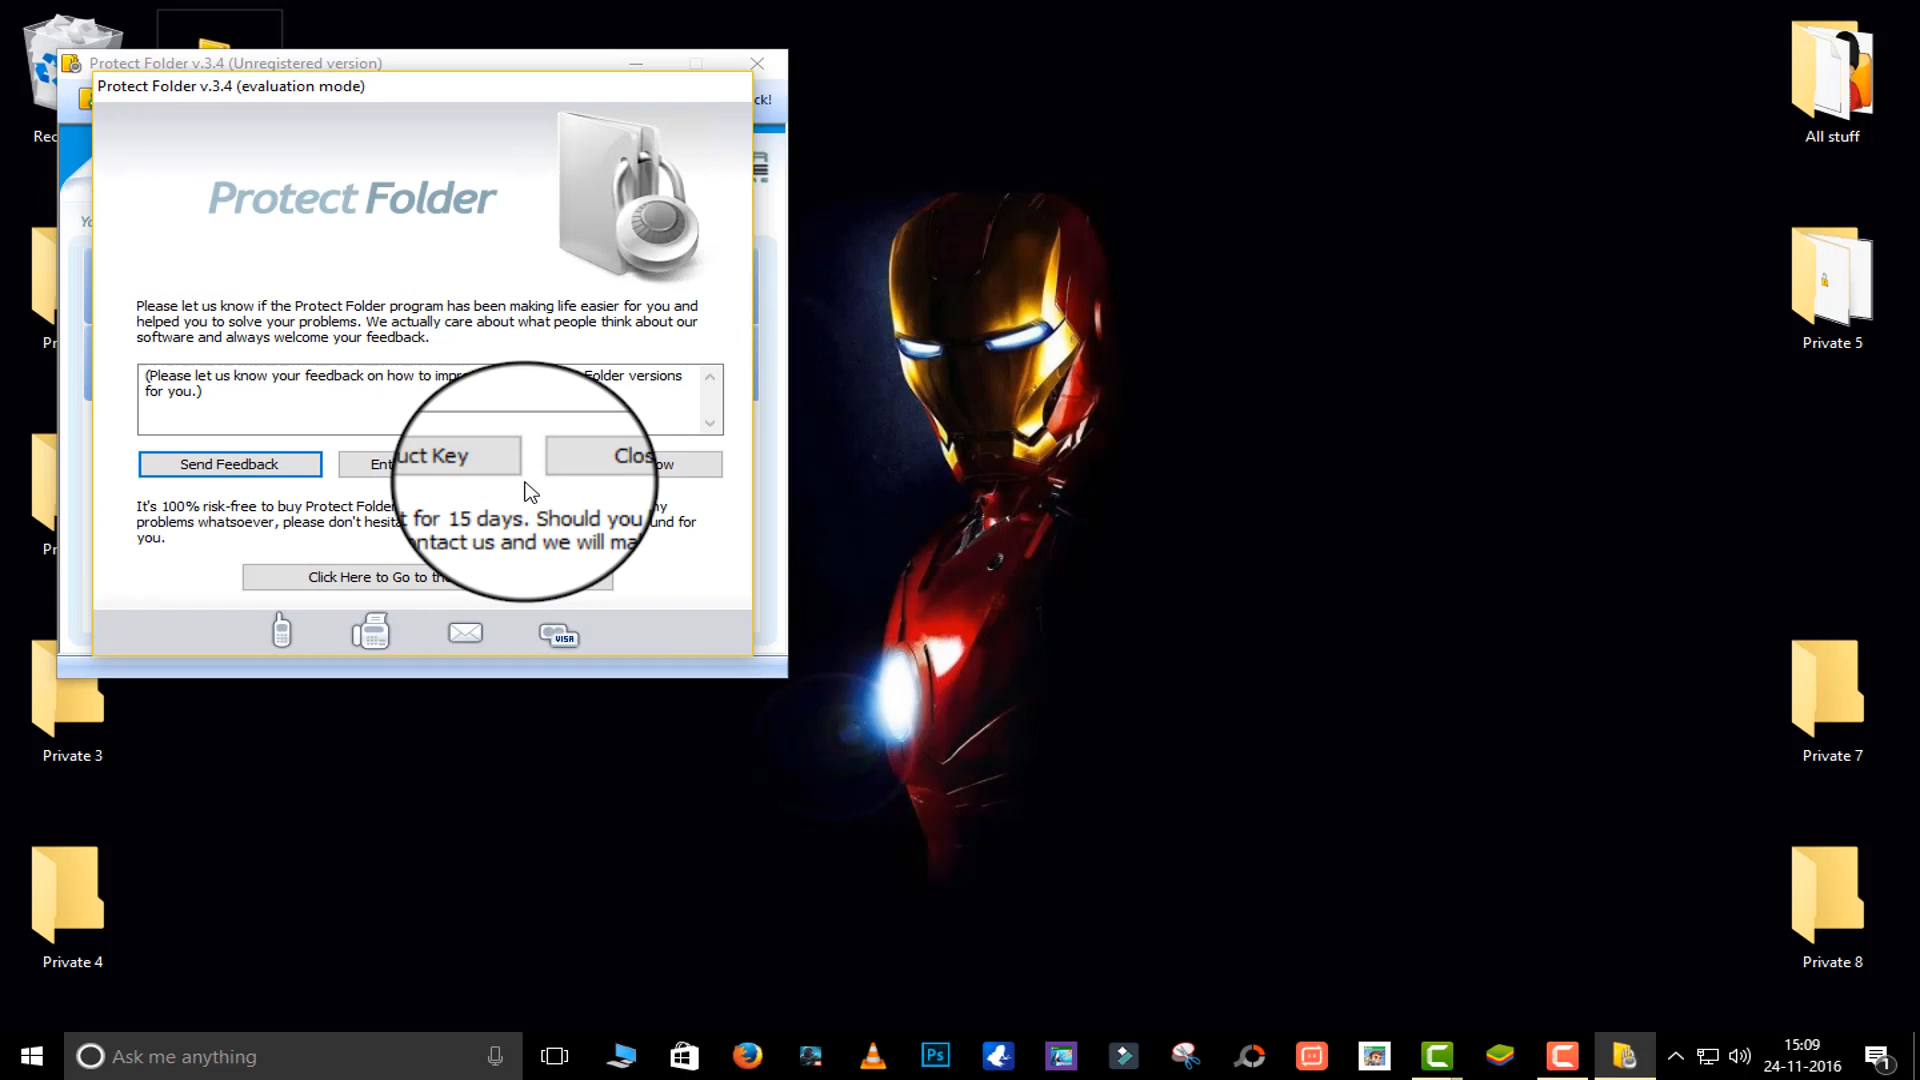 Protect Folder v.3.4 (Unregistered version)
Protect Folder v.3.4 (evaluation mode)
ck!
Protect Folder
Please let us know if the Protect Folder program has been making life easier for you and
helped you to solve your problems. We actually care about what people think about our
software and always welcome your feedback.
(Please let us know your feedback on how to impr Folder versions
for you.)
Send Feedback
Ent uct Key
Clos ow
It's 100% risk-free to buy Protect Folder t for 15 days. Should you ny
problems whatsoever, please don't hesita ontact us and we will mak und for
you.
Click Here to Go to th
VISA
Rec
Yo
Pr
Pr
Private 3
Private 4
All stuff
Private 5
Private 7
Private 8
Ask me anything
Ps
15:09
24-11-2016
1